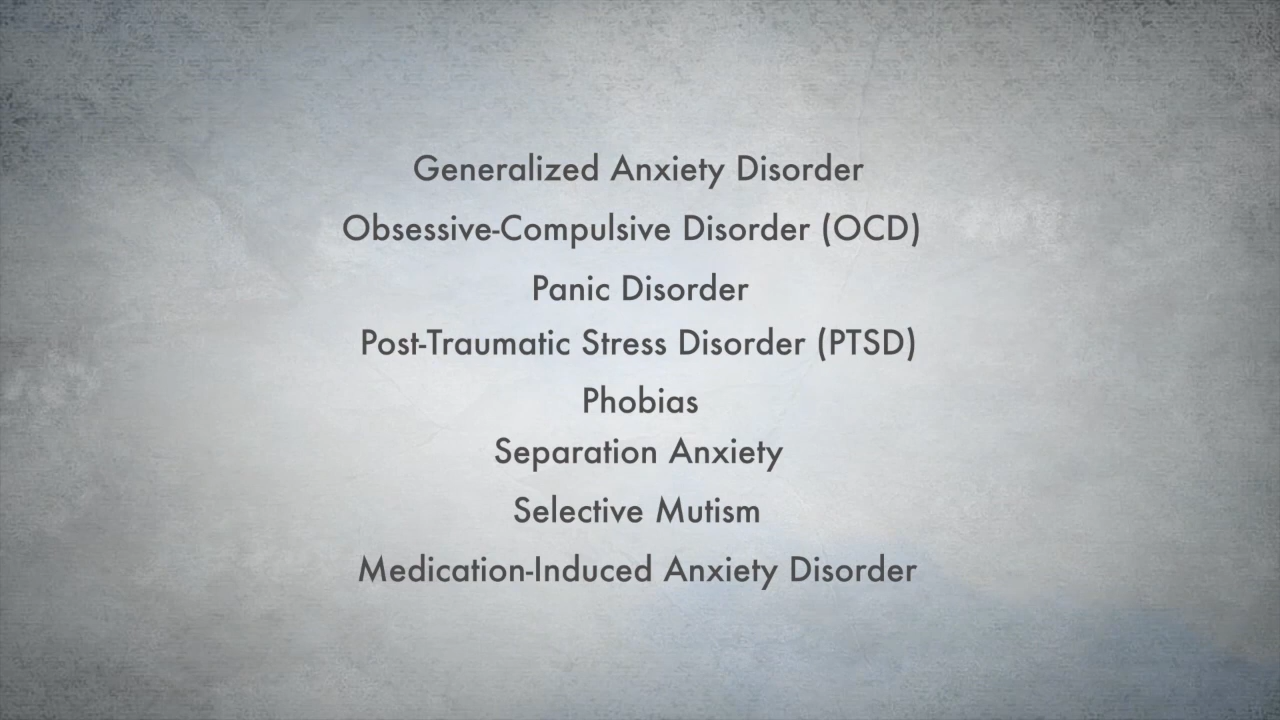 Generalized Anxiety Disorder
Obsessive-Compulsive Disorder (OCD)
Panic Disorder
Post-Traumatic Stress Disorder (PTSD)
Phobias
Separation Anxiety
Selective Mutism
Medication-Induced Anxiety Disorder